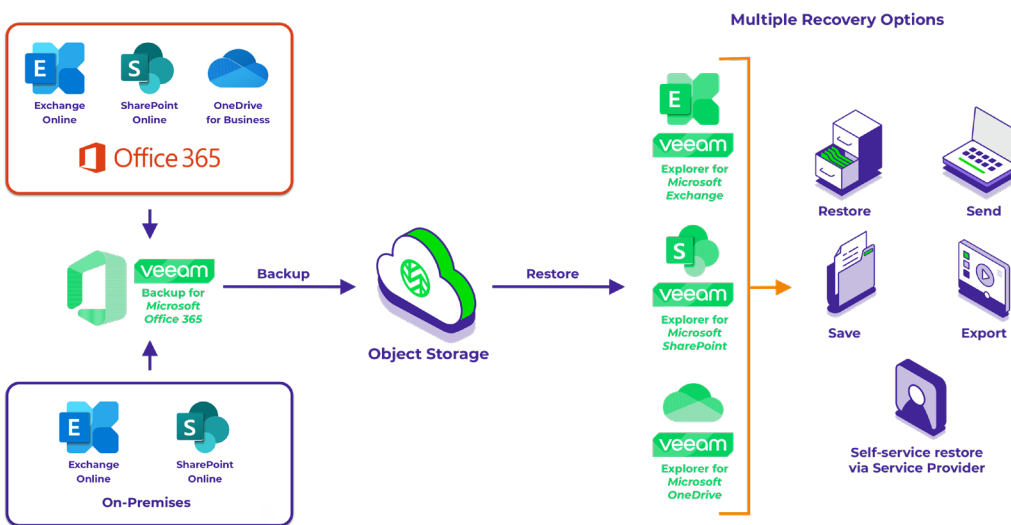 Multiple Recovery Options
E
S
Exchange
Online
SharePoint
Online
OneDrive
for Business
Office 365
veeam
Backup for
Microsoft
Office 365
Backup
Object Storage
Restore
E
S
Exchange
Online
SharePoint
Online
On-Premises
E
veeam
Explorer for
Microsoft
Exchange
S
veeam
Explorer for
Microsoft
SharePoint
veeam
Explorer for
Microsoft
OneDrive
Restore
Send
Save
Export
Self-service restore
via Service Provider